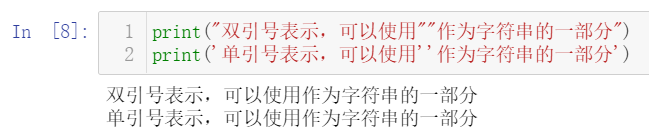 In [8]:
1 print("双引号表示，可以使用""作为字符串的一部分")
2 print('单引号表示，可以使用''作为字符串的一部分')
双引号表示，可以使用作为字符串的一部分
单引号表示，可以使用作为字符串的一部分